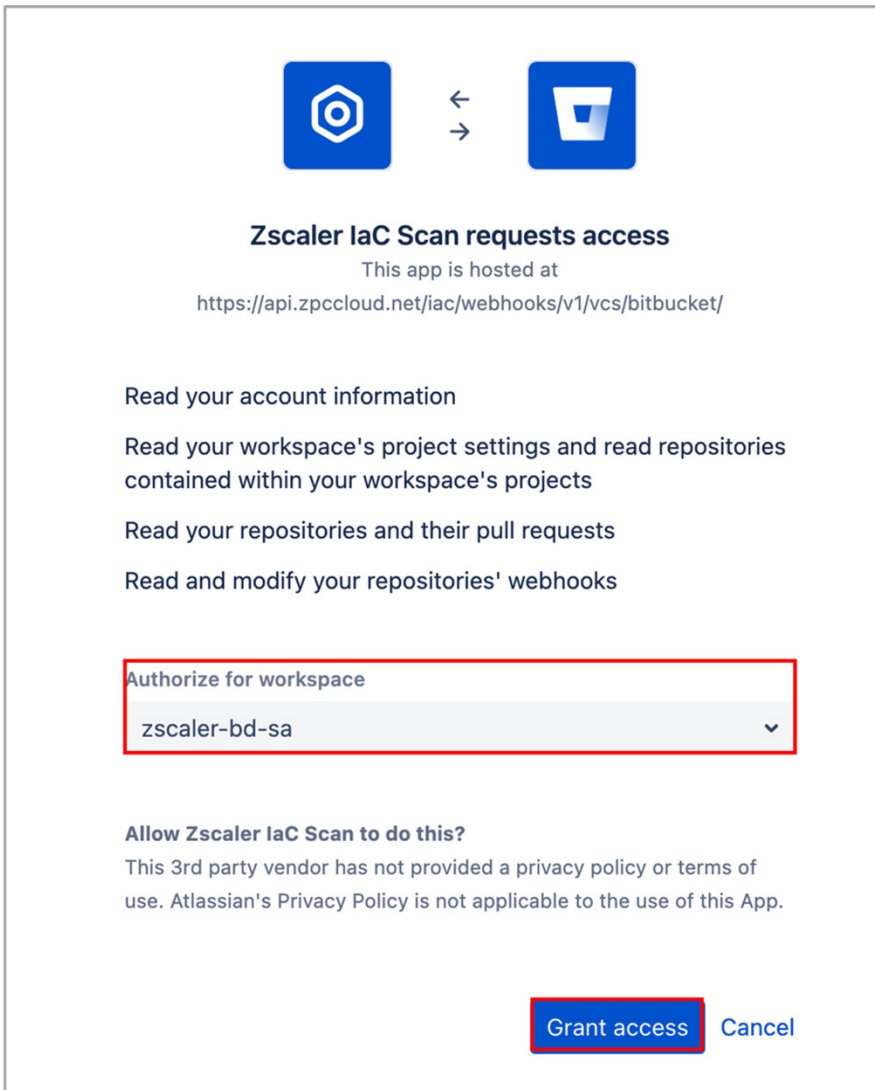 Zscaler IaC Scan requests access
This app is hosted at
https://api.zpccloud.net/iac/webhooks/v1/vcs/bitbucket/
Read your account information
Read your workspace's project settings and read repositories
contained within your workspace's projects
Read your repositories and their pull requests
Read and modify your repositories' webhooks
Authorize for workspace
zscaler-bd-sa
Allow Zscaler IaC Scan to do this?
This 3rd party vendor has not provided a privacy policy or terms of
use. Atlassian's Privacy Policy is not applicable to the use of this App.
Grant access Cancel